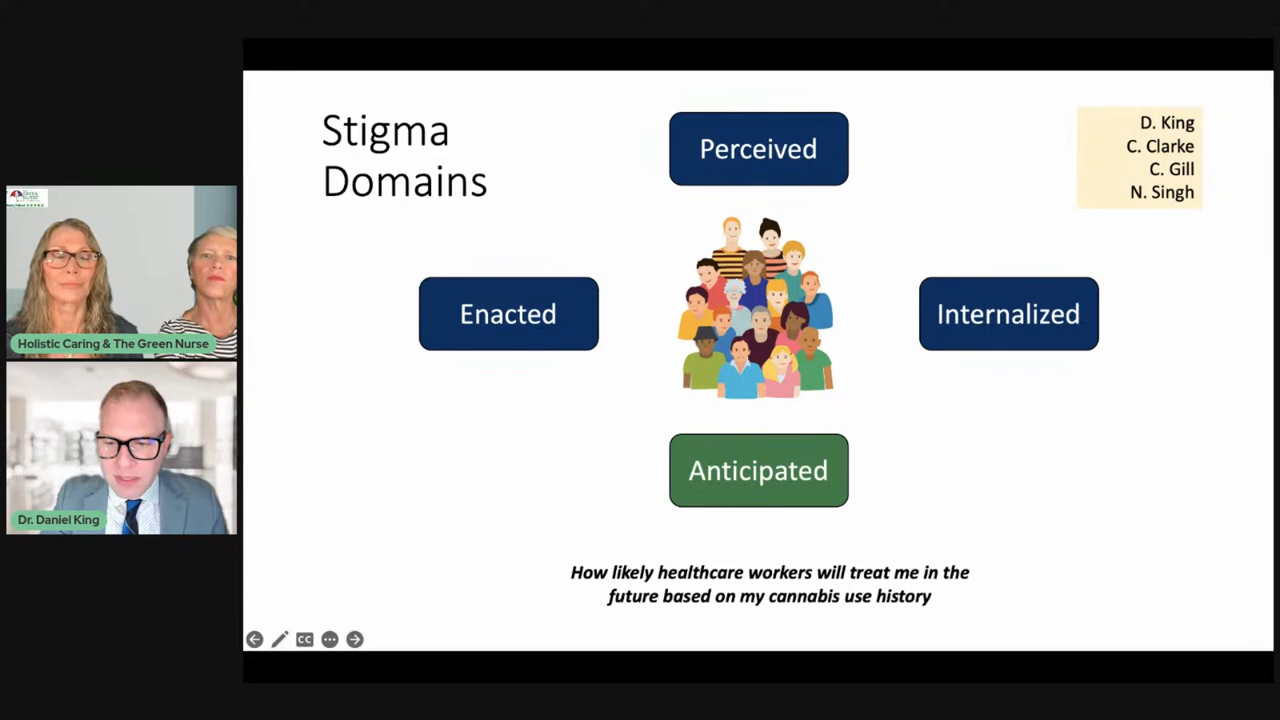 Stigma
Domains
Perceived
D. King
C. Clarke
C. Gill
N. Singh
Enacted
Internalized
Anticipated
How likely healthcare workers will treat me in the
future based on my cannabis use history
Holistic Caring & The Green Nurse
Dr. Daniel King
CC